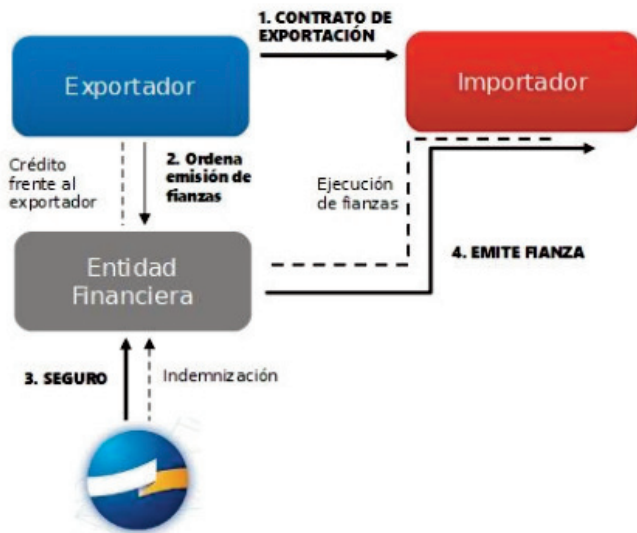 1. CONTRATO DE
EXPORTACIÓN
Exportador
Importador
Crédito
frente al
exportador
2. Ordena
emisión de
fianzas
Ejecución
de fianzas
Entidad
Financiera
4. EMITE FIANZA
3. SEGURO
Indemnización